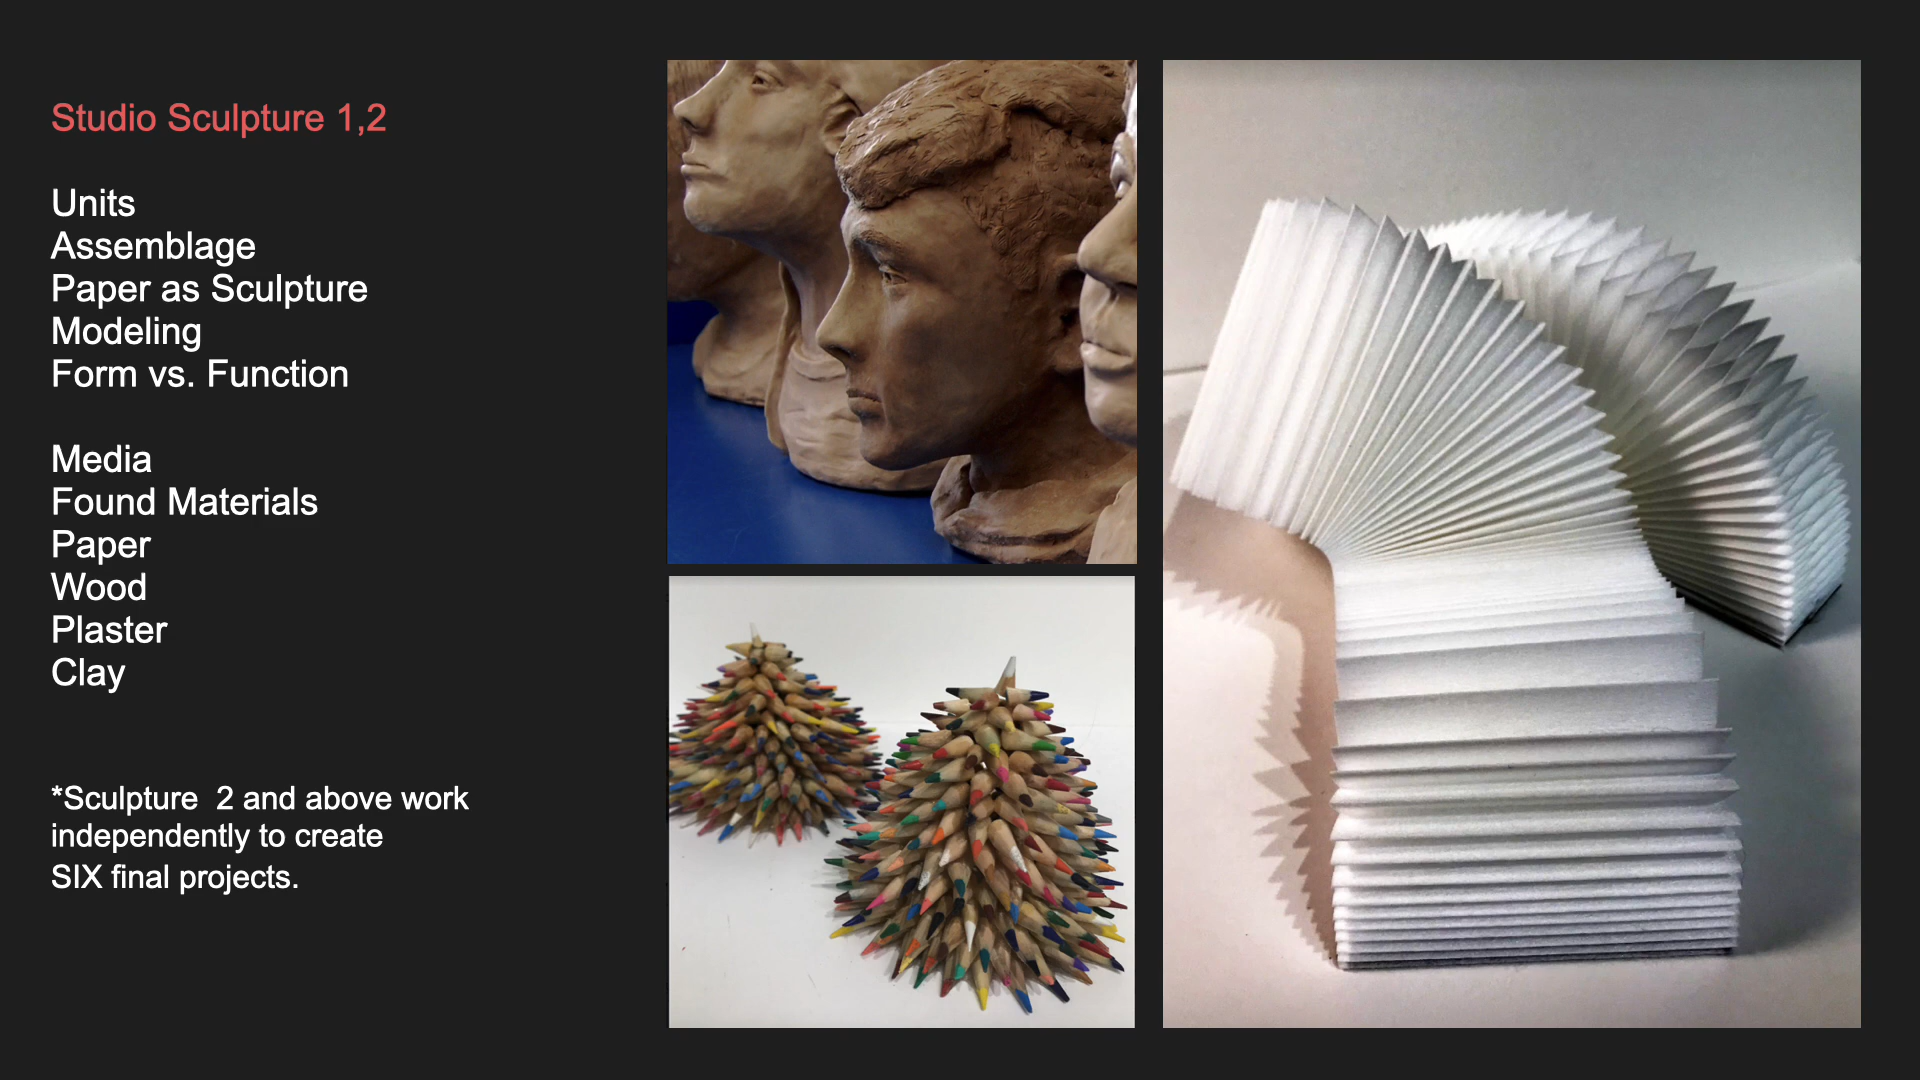 Studio Sculpture 1,2
Units
Assemblage
Paper as Sculpture
Modeling
Form vs. Function
Media
Found Materials
Paper
Wood
Plaster
Clay
*Sculpture  2 and above work
independently to create
SIX final projects.